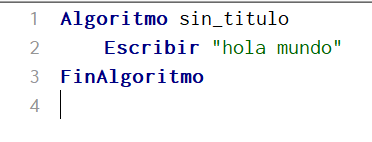 1 Algoritmo sin_titulo
2 Escribir "hola mundo"
3 FinAlgoritmo
4